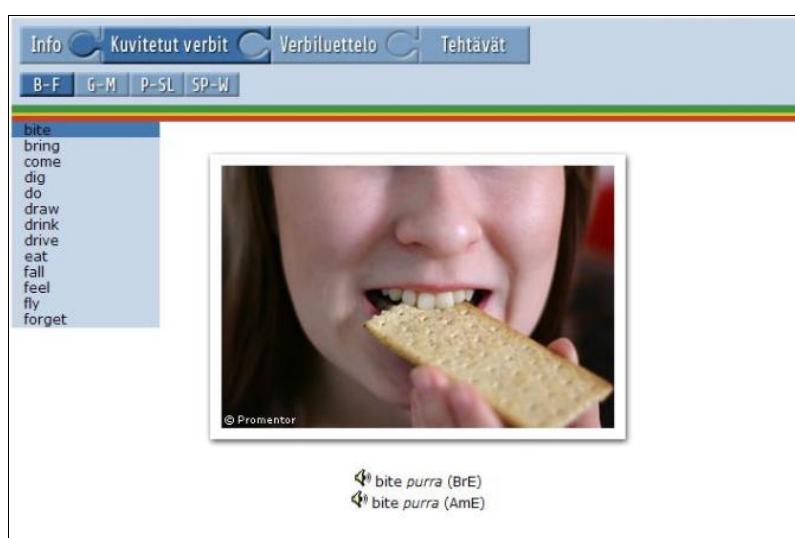 Info Kuvitetut verbit Verbiluettelo Tehtävät
B-F G-M P-SL SP-W
bite
bring
come
dig
do
draw
drink
drive
eat
fall
feel
fly
forget
© Promentor
bite purra (BrE)
bite purra (AmE)